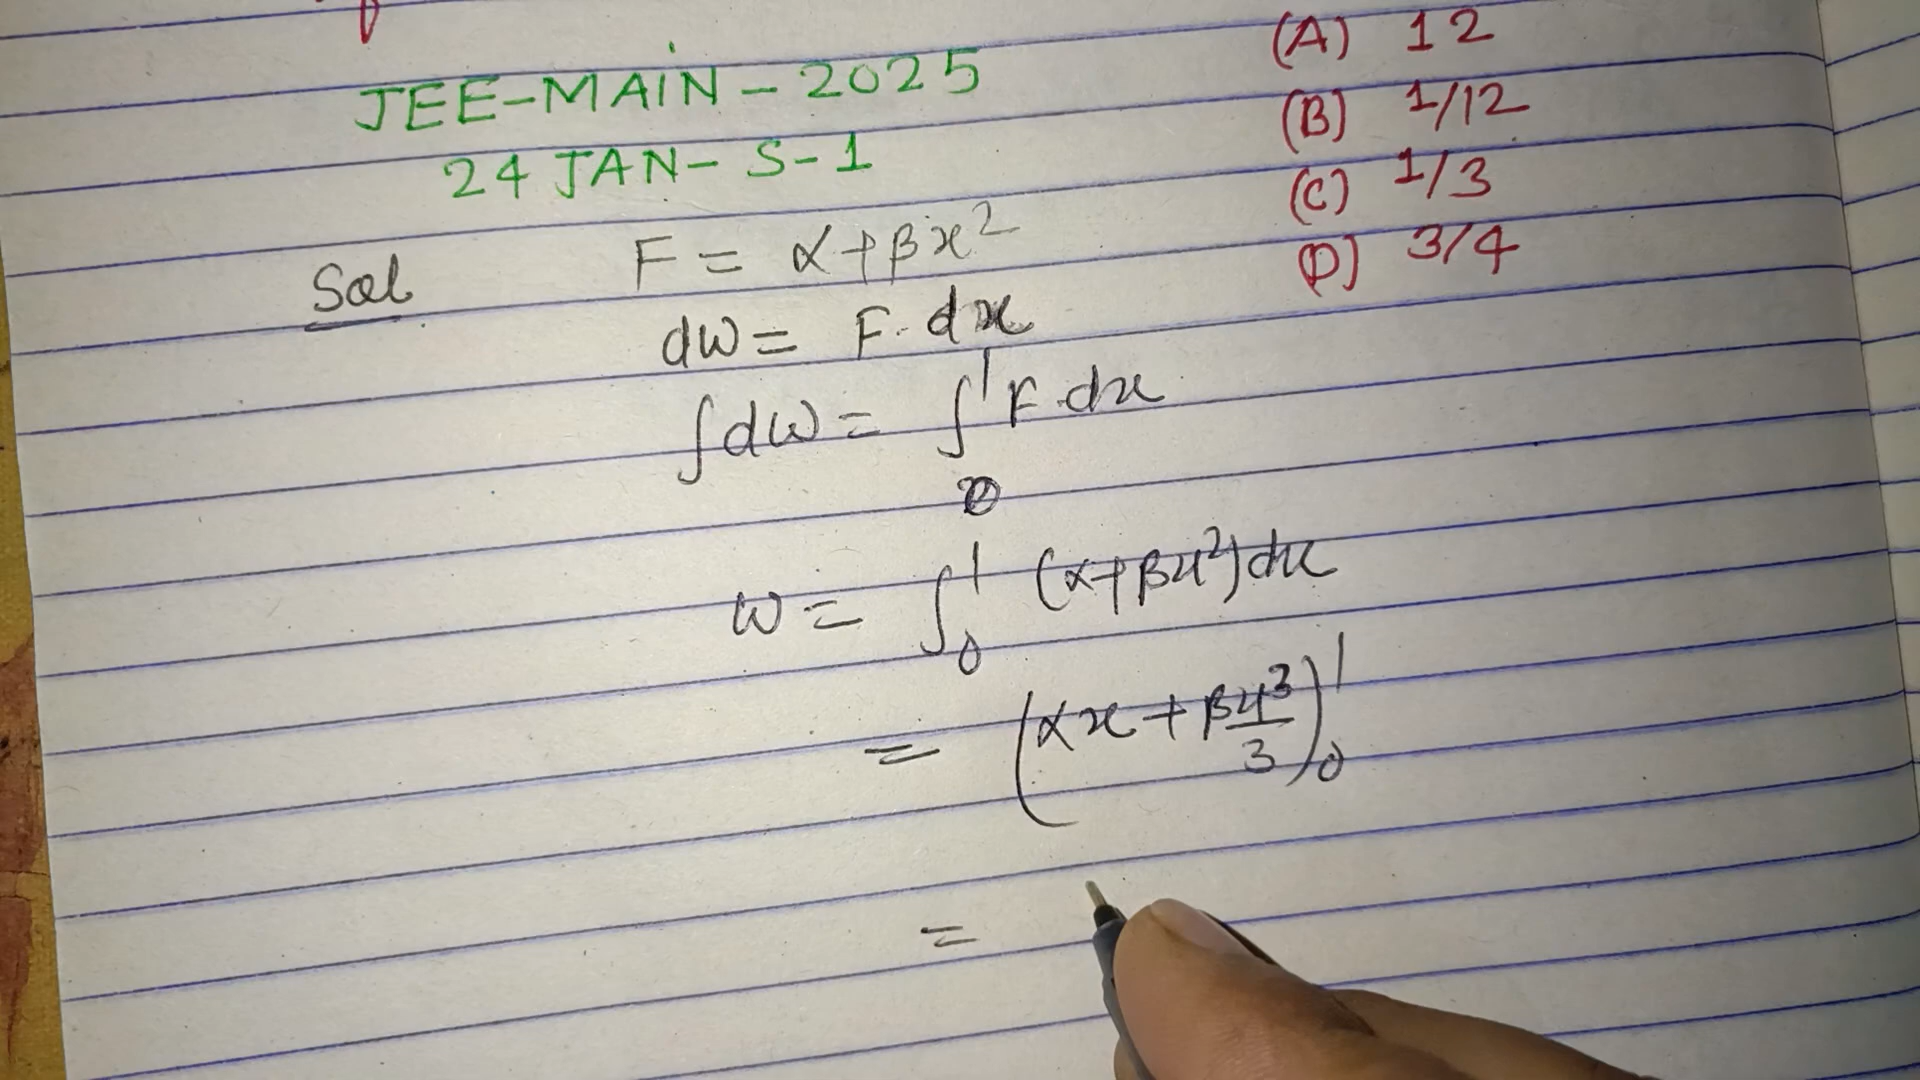 JEE-MAIN-2025
24 JAN-S-1
(A) 12
(B) 1/12
(C) 1/3
(D) 3/4
Sol F = α+βx²
dW = F.dx
∫dW = ∫₀¹ F.dx
W = ∫₀¹ (α+βx²)dx
= (αx + βx³/3)₀¹
=